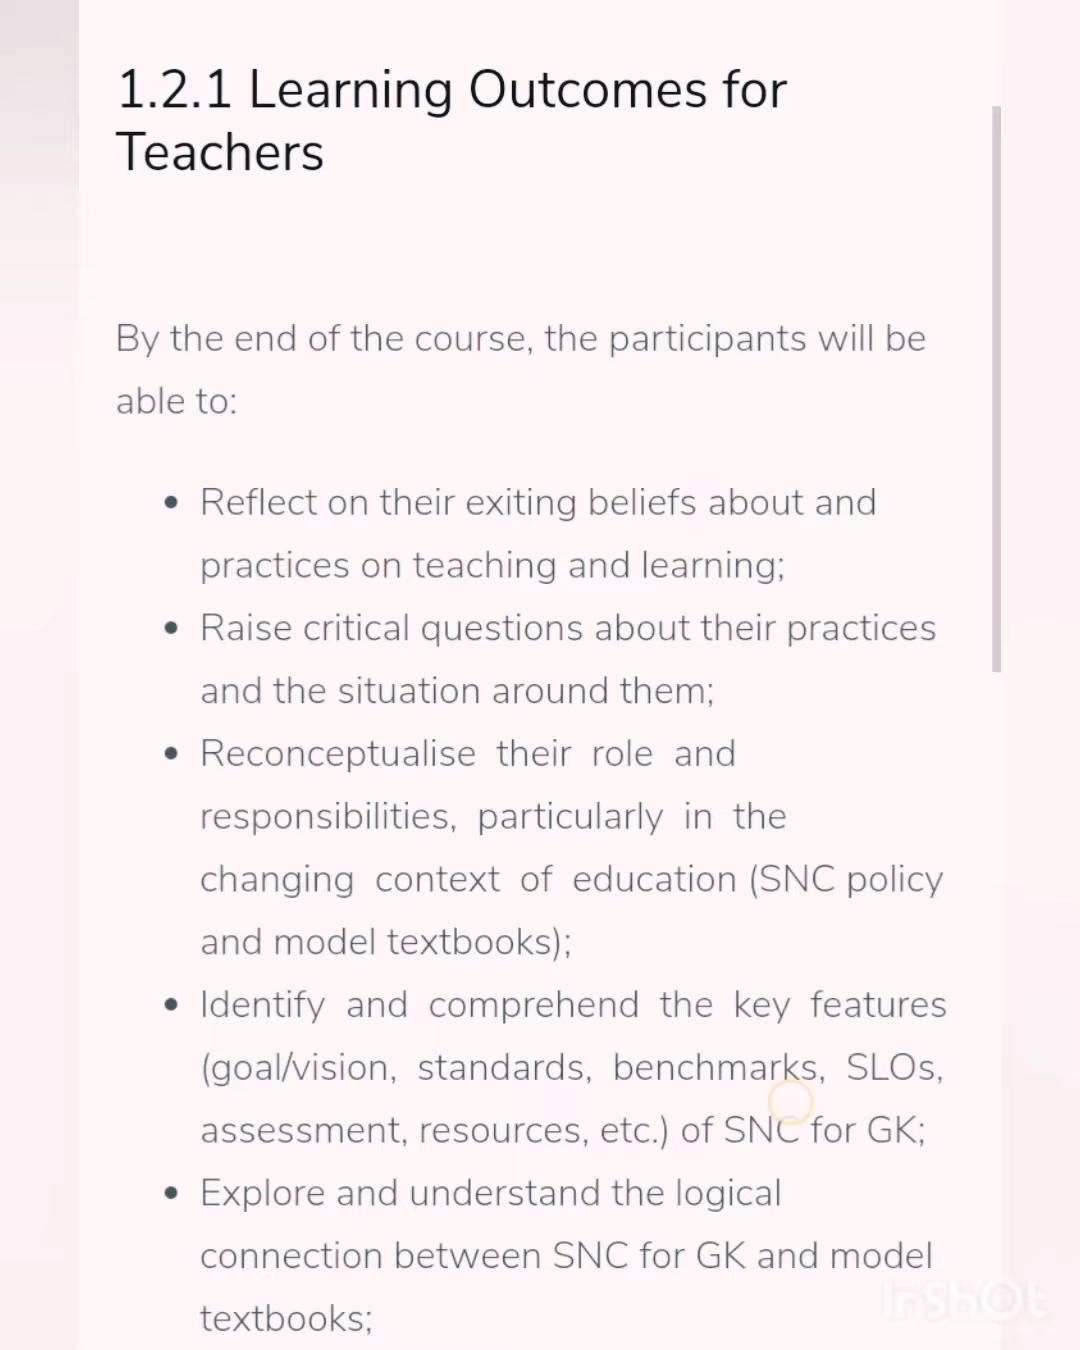 1.2.1 Learning Outcomes for
Teachers
By the end of the course, the participants will be
able to:
• Reflect on their exiting beliefs about and
practices on teaching and learning;
• Raise critical questions about their practices
and the situation around them;
• Reconceptualise their role and
responsibilities, particularly in the
changing context of education (SNC policy
and model textbooks);
• Identify and comprehend the key features
(goal/vision, standards, benchmarks, SLOs,
assessment, resources, etc.) of SNC for GK;
• Explore and understand the logical
connection between SNC for GK and model
textbooks;
InShOt